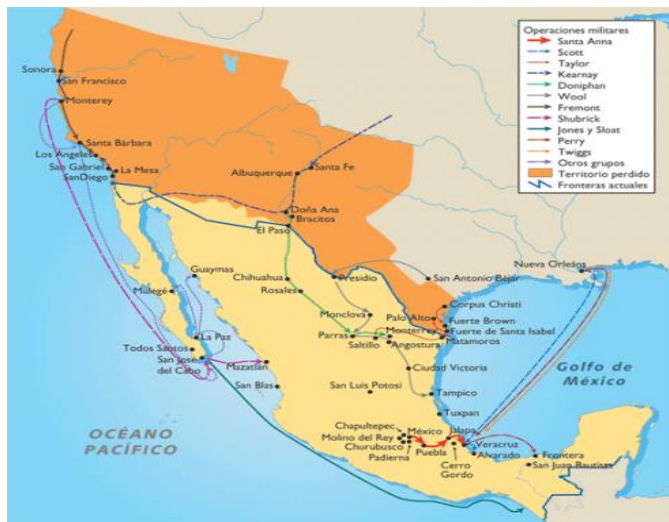 Operaciones militares
Santa Anna
Scott
Taylor
Kearnay
Doniphan
Wool
Fremont
Shubrick
Jones y Sloat
Perry
Twiggs
Otros grupos
Territorio perdido
Fronteras actuales
Sonora
San Francisco
Monterey
Santa Bárbara
Los Angeles
San Gabriel
La Mesa
SanDiego
Santa Fe
Albuquerque
Doña Ana
Bracitos
El Paso
Guaymas
Chihuahua
Rosales
Presidio
San Antonio Béjar
Nueva Orleáns
Mulegé
Monclova
Palo Alto
Corpus Christi
Fuerte Brown
Fuerte de Santa Isabel
Monterrey
Matamoros
Parras
Saltillo
Angostura
La Paz
Todos Santos
San José
del Cabo
Mazatlán
Ciudad Victoria
Golfo de
México
San Blas
San Luis Potosí
Tampico
Tuxpan
OCÉANO
PACÍFICO
Chapultepec
México
Jalapa
Molino del Rey
Churubusco
Padierna
Puebla
Cerro
Gordo
Veracruz
Alvarado
Frontera
San Juan Bautista